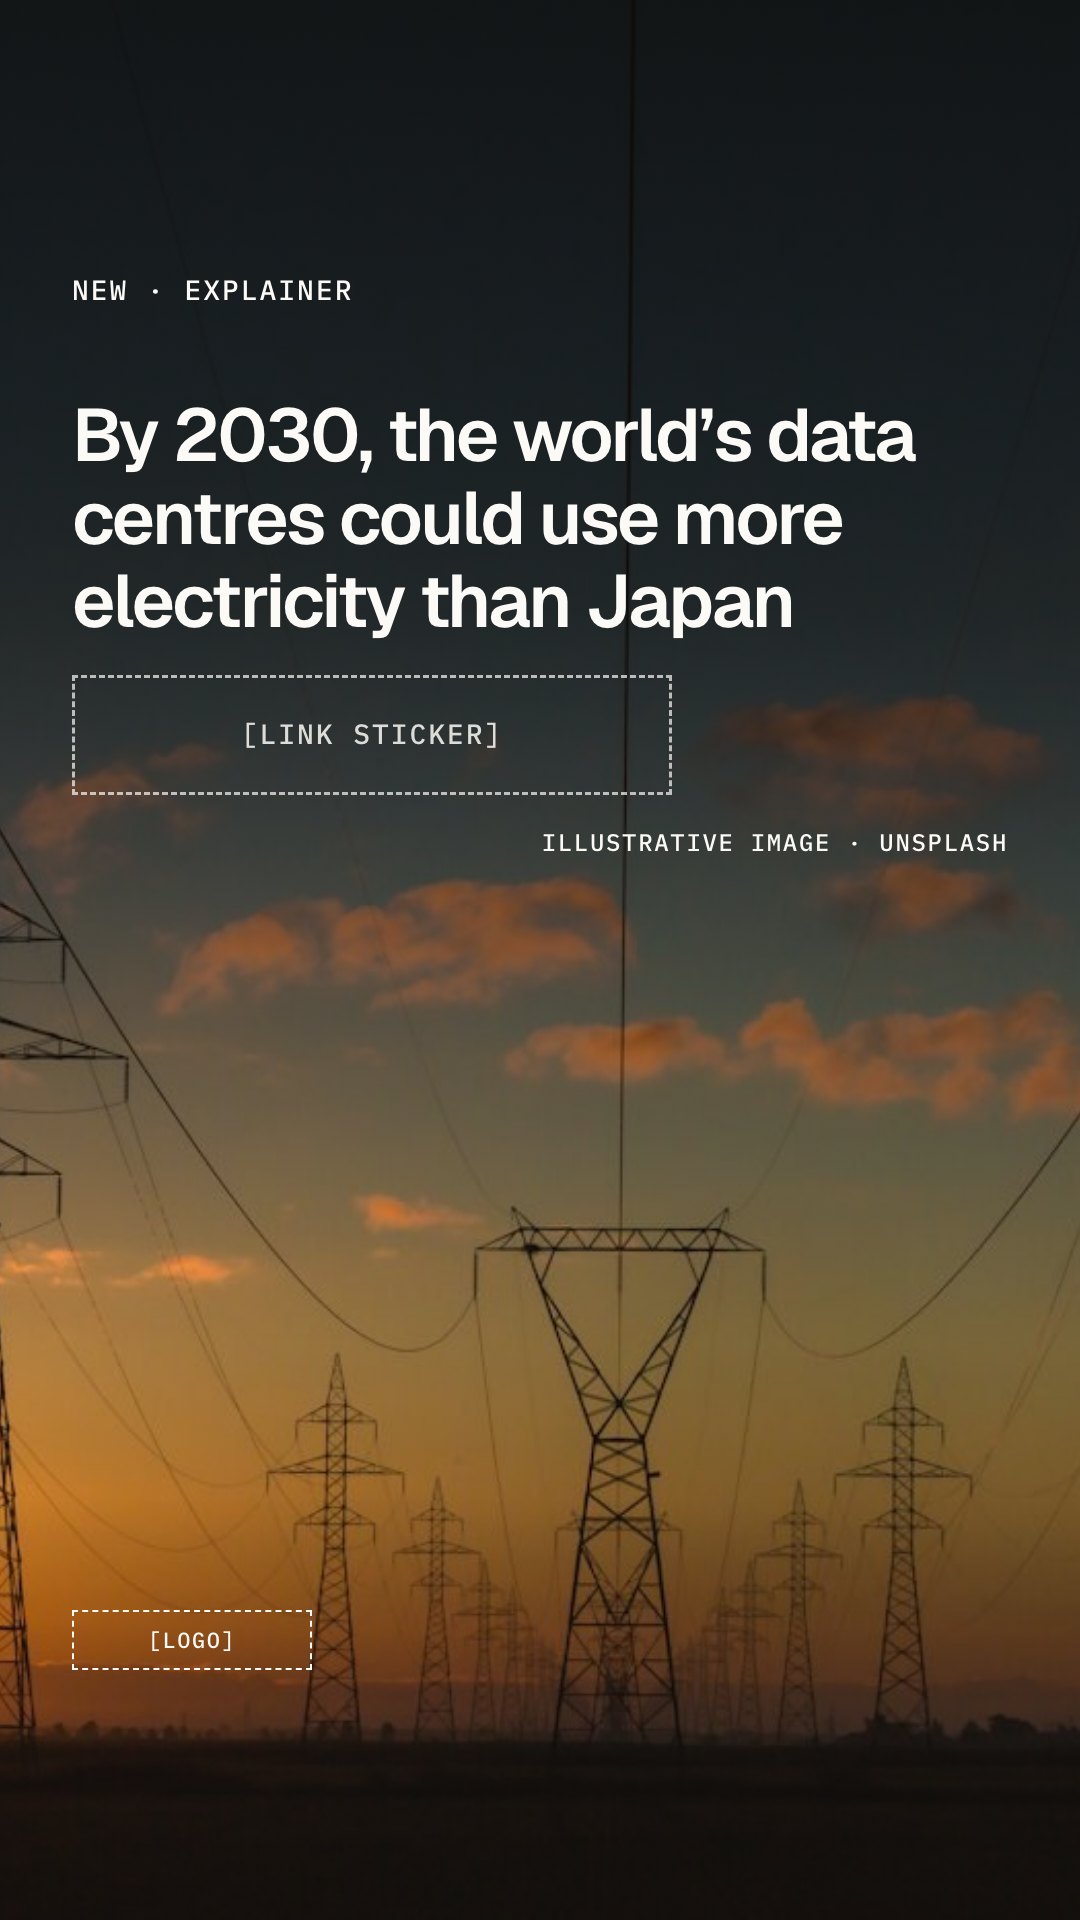 NEW · EXPLAINER
By 2030, the world’s data
centres could use more
electricity than Japan
[LINK STICKER]
ILLUSTRATIVE IMAGE · UNSPLASH
[LOGO]